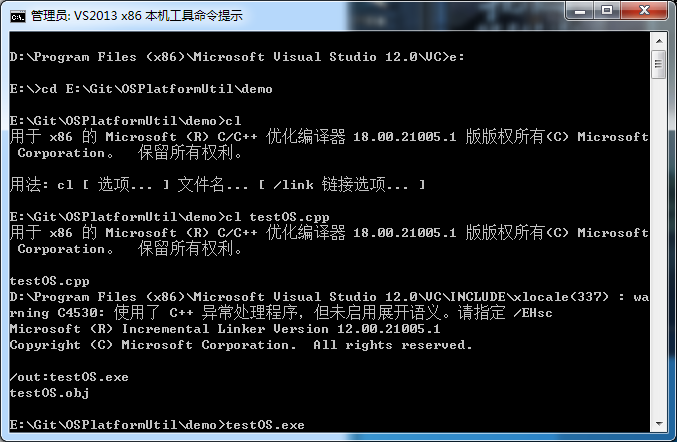 管理员: VS2013 x86 本机工具命令提示
D:\Program Files (x86)\Microsoft Visual Studio 12.0\VC>e:
E:\>cd E:\Git\OSPlatformUtil\demo
E:\Git\OSPlatformUtil\demo>cl
用于 x86 的 Microsoft (R) C/C++ 优化编译器 18.00.21005.1 版版权所有(C) Microsoft
 Corporation。  保留所有权利。
用法: cl [ 选项... ] 文件名... [ /link 链接选项... ]
E:\Git\OSPlatformUtil\demo>cl testOS.cpp
用于 x86 的 Microsoft (R) C/C++ 优化编译器 18.00.21005.1 版版权所有(C) Microsoft
 Corporation。  保留所有权利。
testOS.cpp
D:\Program Files (x86)\Microsoft Visual Studio 12.0\VC\INCLUDE\xlocale(337) : wa
rning C4530: 使用了 C++ 异常处理程序，但未启用展开语义。请指定 /EHsc
Microsoft (R) Incremental Linker Version 12.00.21005.1
Copyright (C) Microsoft Corporation.  All rights reserved.
/out:testOS.exe
testOS.obj
E:\Git\OSPlatformUtil\demo>testOS.exe